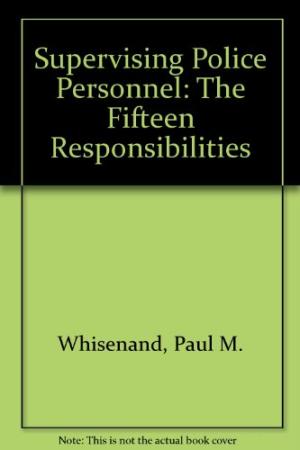 Supervising Police
Personnel: The
Fifteen
Responsibilities
Whisenand, Paul M.
Note: This is not the actual book cover